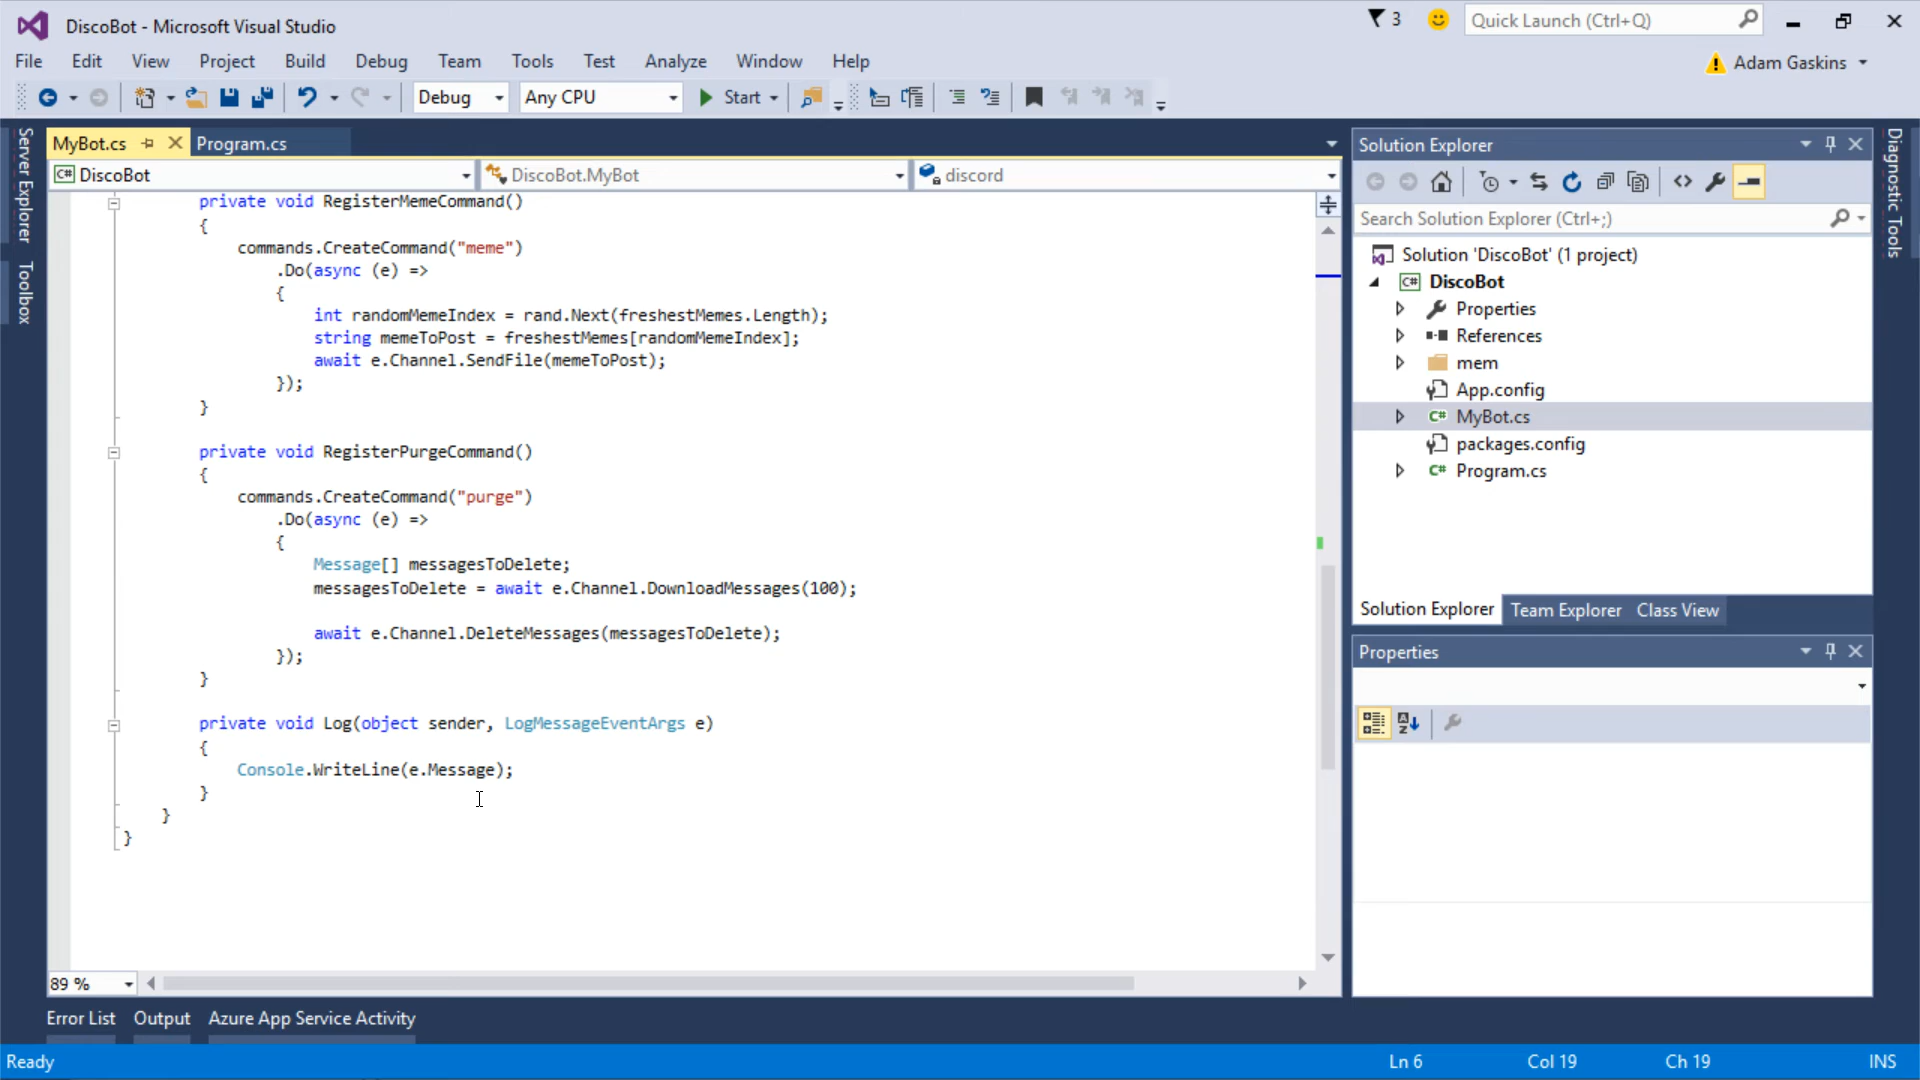 DiscoBot - Microsoft Visual Studio
3
Quick Launch (Ctrl+Q)
File Edit View Project Build Debug Team Tools Test Analyze Window Help
Adam Gaskins
Debug Any CPU Start
Server Explorer
Toolbox
MyBot.cs Program.cs
C# DiscoBot DiscoBot.MyBot discord
private void RegisterMemeCommand()
{
commands.CreateCommand("meme")
.Do(async (e) =>
{
int randomMemeIndex = rand.Next(freshestMemes.Length);
string memeToPost = freshestMemes[randomMemeIndex];
await e.Channel.SendFile(memeToPost);
});
}
private void RegisterPurgeCommand()
{
commands.CreateCommand("purge")
.Do(async (e) =>
{
Message[] messagesToDelete;
messagesToDelete = await e.Channel.DownloadMessages(100);
await e.Channel.DeleteMessages(messagesToDelete);
});
}
private void Log(object sender, LogMessageEventArgs e)
{
Console.WriteLine(e.Message);
}
}
}
89 %
Solution Explorer
Search Solution Explorer (Ctrl+;)
Solution 'DiscoBot' (1 project)
C# DiscoBot
Properties
References
mem
App.config
C# MyBot.cs
packages.config
C# Program.cs
Solution Explorer Team Explorer Class View
Properties
Diagnostic Tools
Error List Output Azure App Service Activity
Ready Ln 6 Col 19 Ch 19 INS